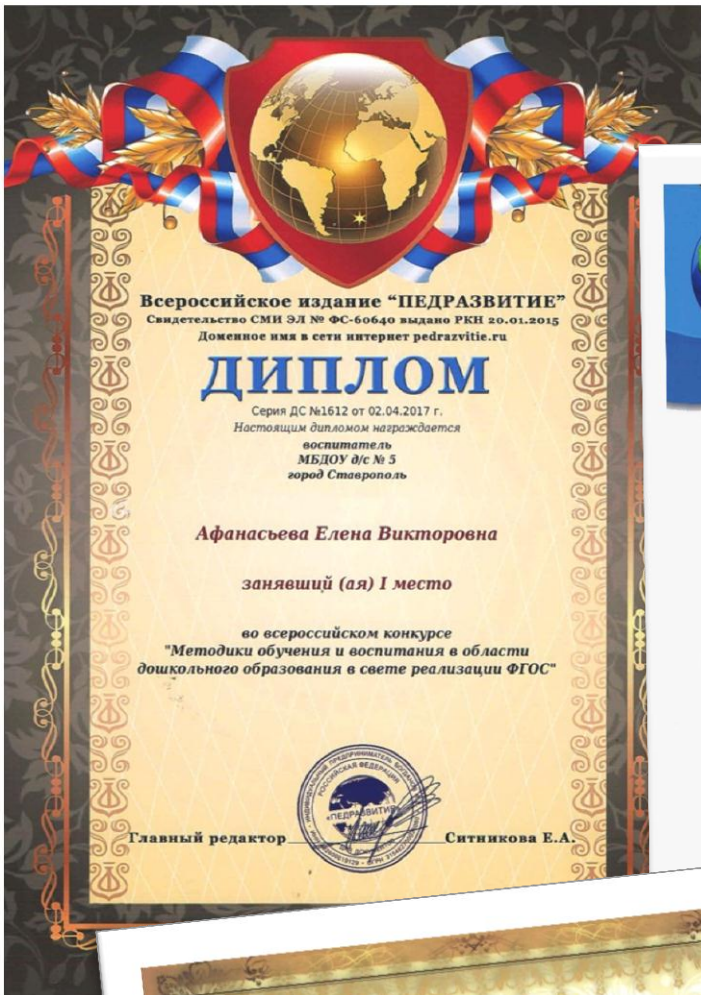 Всероссийское издание “ПЕДРАЗВИТИЕ”
Свидетельство СМИ ЭЛ № ФС-60640 выдано РКН 20.01.2015
Доменное имя в сети интернет pedrazvitie.ru
ДИПЛОМ
Серия ДС №1612 от 02.04.2017 г.
Настоящим дипломом награждается
воспитатель
МБДОУ д/с № 5
город Ставрополь
Афанасьева Елена Викторовна
занявший (ая) I место
во всероссийском конкурсе
"Методики обучения и воспитания в области
дошкольного образования в свете реализации ФГОС"
РОССИЙСКАЯ ФЕДЕРАЦИЯ
«ПЕДРАЗВИТИЕ»
Главный редактор Ситникова Е.А.